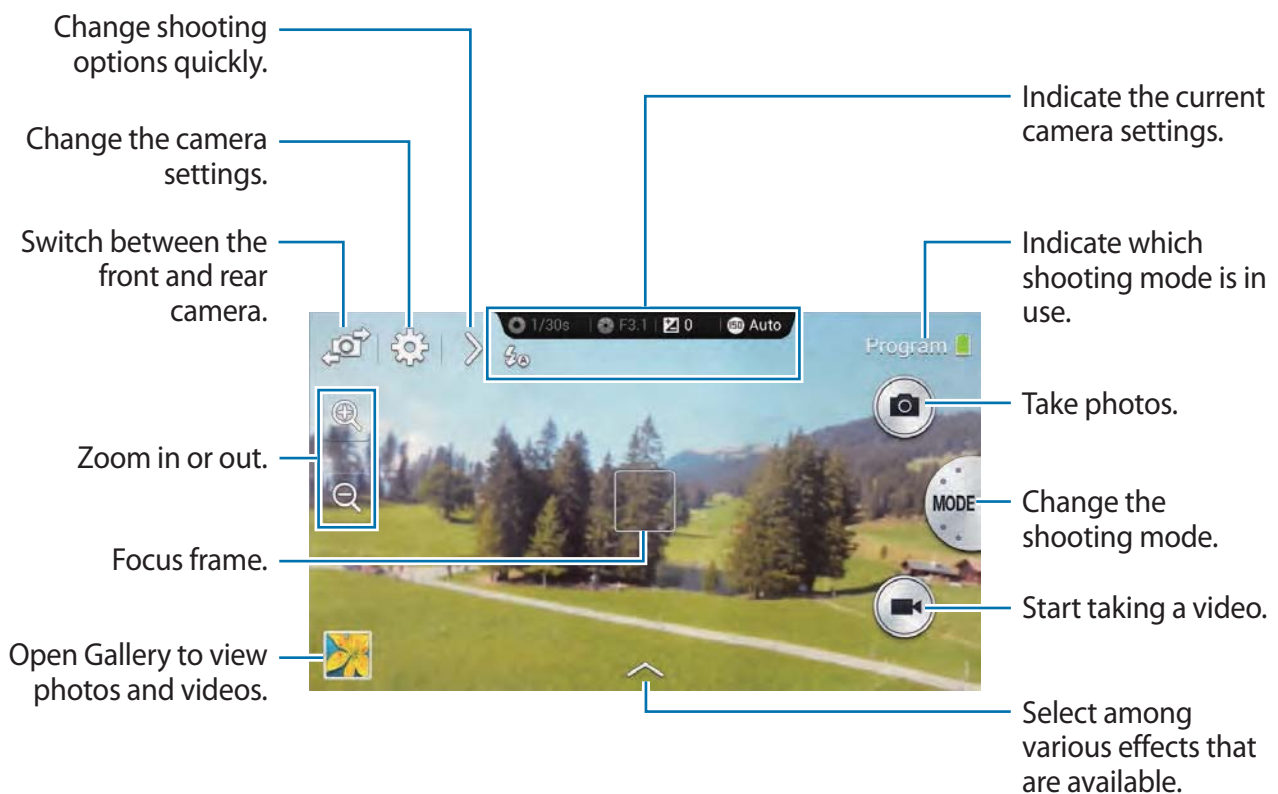 Change shooting
options quickly.
Change the camera
settings.
Switch between the
front and rear
camera.
Zoom in or out.
Focus frame.
Open Gallery to view
photos and videos.
1/30s
F3.1
0
ISO
Auto
A
Program
MODE
Indicate the current
camera settings.
Indicate which
shooting mode is in
use.
Take photos.
Change the
shooting mode.
Start taking a video.
Select among
various effects that
are available.